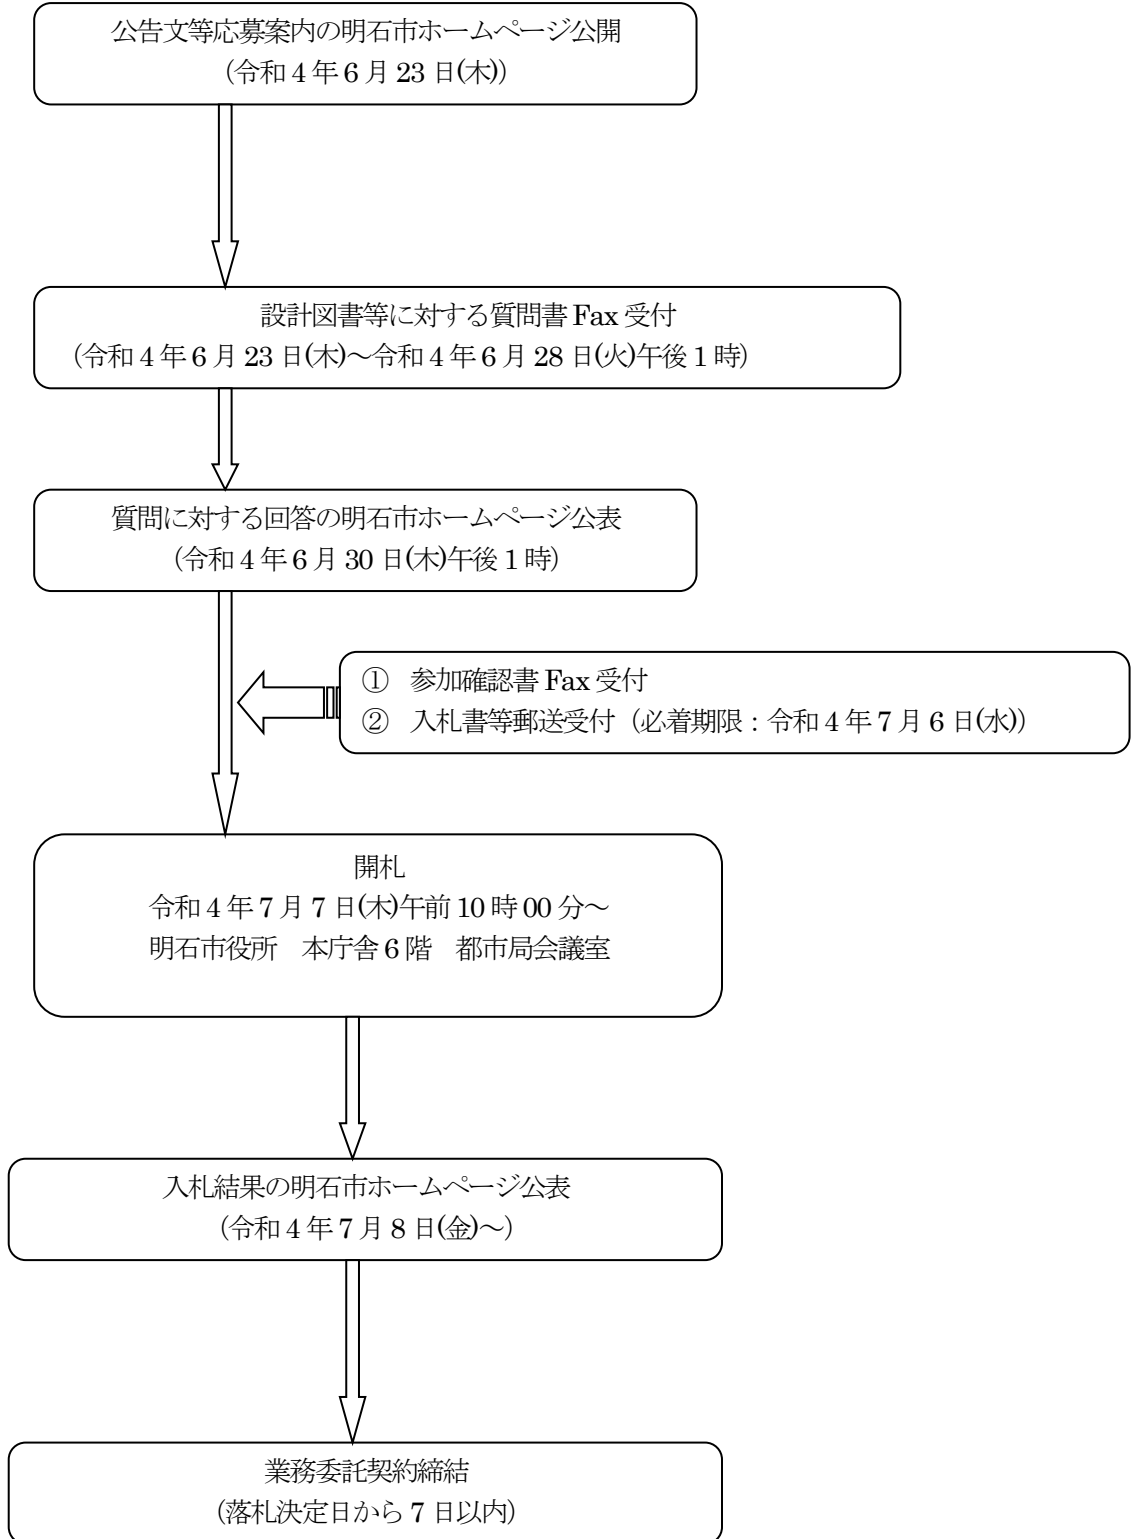 公告文等応募案内の明石市ホームページ公開
(令和4年6月23日(木))
設計図書等に対する質問書Fax受付
(令和4年6月23日(木)～令和4年6月28日(火)午後1時)
質問に対する回答の明石市ホームページ公表
(令和4年6月30日(木)午後1時)
① 参加確認書Fax受付
② 入札書等郵送受付（必着期限：令和4年7月6日(水)）
開札
令和4年7月7日(木)午前10時00分～
明石市役所　本庁舎6階　都市局会議室
入札結果の明石市ホームページ公表
(令和4年7月8日(金)～)
業務委託契約締結
(落札決定日から7日以内)